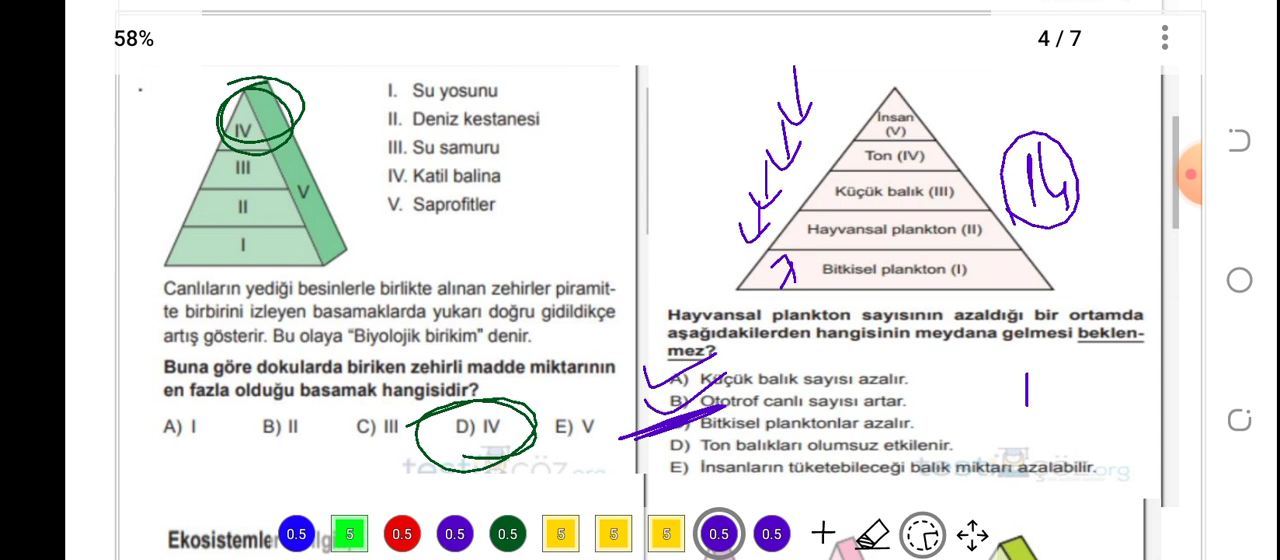 58%
4 / 7
IV
III
II
I
V
I. Su yosunu
II. Deniz kestanesi
III. Su samuru
IV. Katil balina
V. Saprofitler
Canlıların yediği besinlerle birlikte alınan zehirler piramit-
te birbirini izleyen basamaklarda yukarı doğru gidildikçe
artış gösterir. Bu olaya "Biyolojik birikim" denir.
Buna göre dokularda biriken zehirli madde miktarının
en fazla olduğu basamak hangisidir?
A) I B) II C) III D) IV E) V
İnsan
(V)
Ton (IV)
Küçük balık (III)
Hayvansal plankton (II)
Bitkisel plankton (I)
14
Hayvansal plankton sayısının azaldığı bir ortamda
aşağıdakilerden hangisinin meydana gelmesi beklen-
mez?
A) Küçük balık sayısı azalır.
B) Ototrof canlı sayısı artar.
Bitkisel planktonlar azalır.
D) Ton balıkları olumsuz etkilenir.
E) İnsanların tüketebileceği balık miktarı azalabilir.
Ekosistemler
0.5 5 0.5 0.5 0.5 5 5 5 0.5 0.5